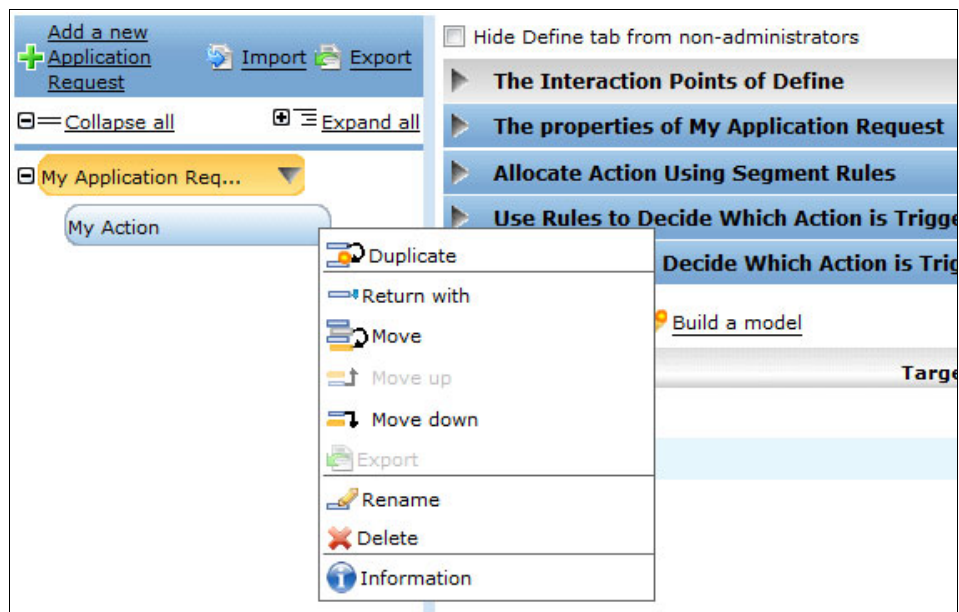 Add a new
Application
Request
Import
Export
Collapse all
Expand all
My Application Req...
My Action
Hide Define tab from non-administrators
The Interaction Points of Define
The properties of My Application Request
Allocate Action Using Segment Rules
Use Rules to Decide Which Action is Trigge
Decide Which Action is Trig
Build a model
Targe
Duplicate
Return with
Move
Move up
Move down
Export
Rename
Delete
Information